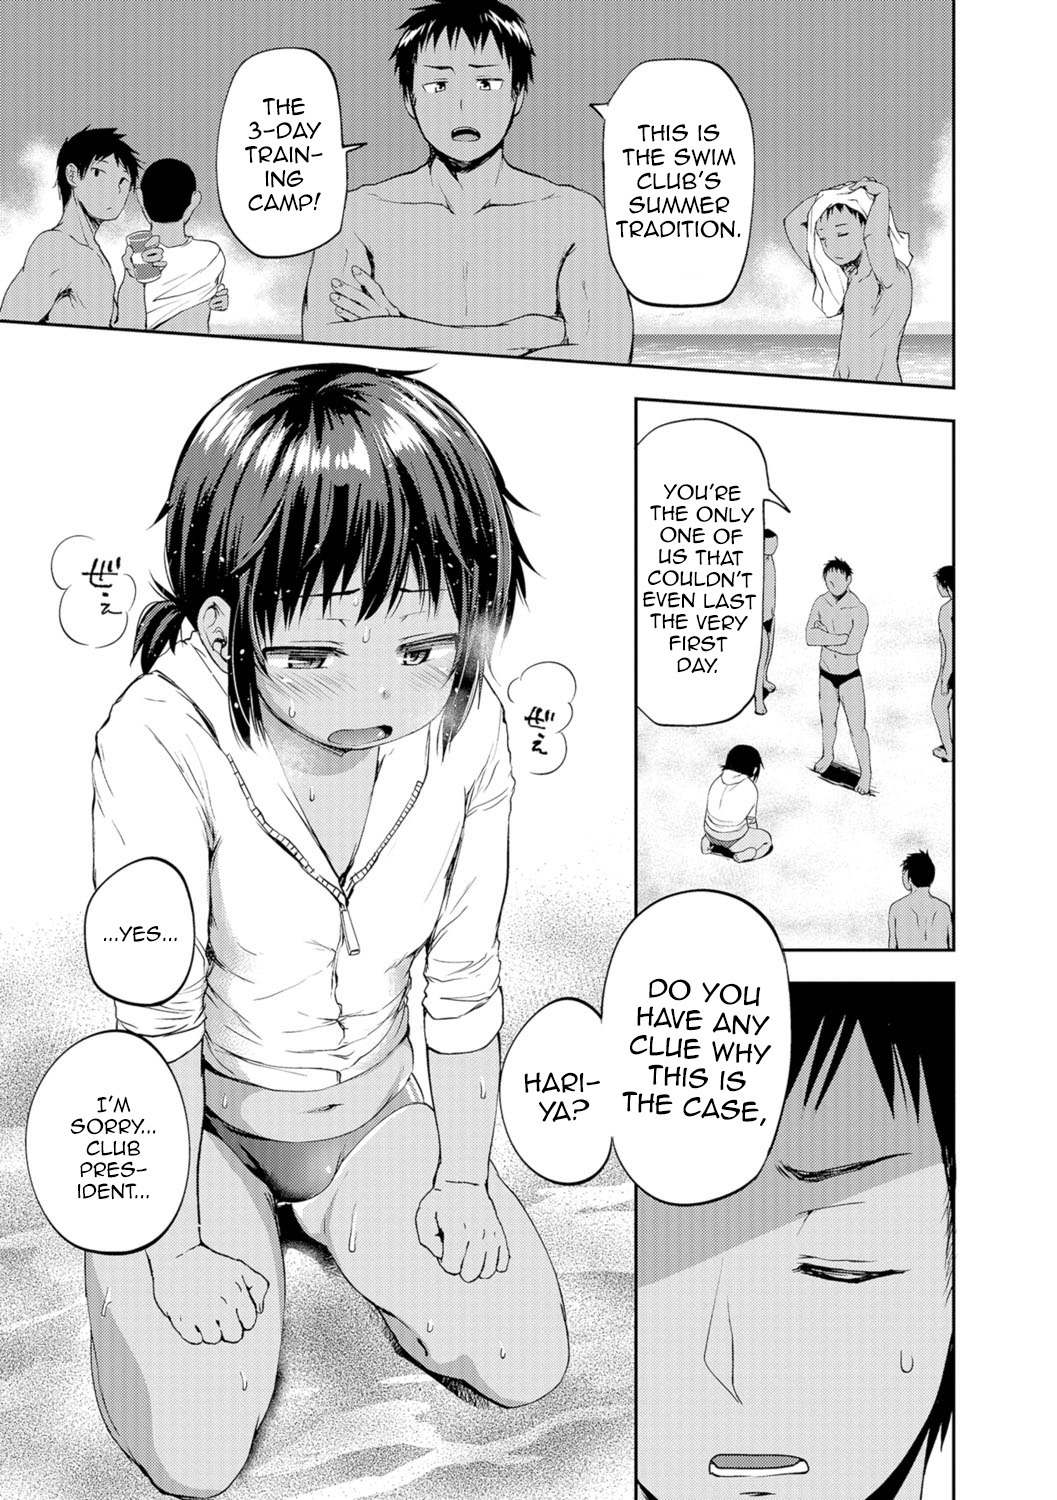 THIS IS
THE SWIM
CLUB'S
SUMMER
TRADITION.
THE
3-DAY
TRAIN-
ING
CAMP!
YOU'RE
THE ONLY
ONE OF
US THAT
COULDN'T
EVEN LAST
THE VERY
FIRST
DAY.
DO YOU
HAVE ANY
CLUE WHY
THIS IS
THE CASE,
HARI-
YA?
ぜぇ
ぜぇ
...YES...
I'M
SORRY...
CLUB
PRES-
IDENT...